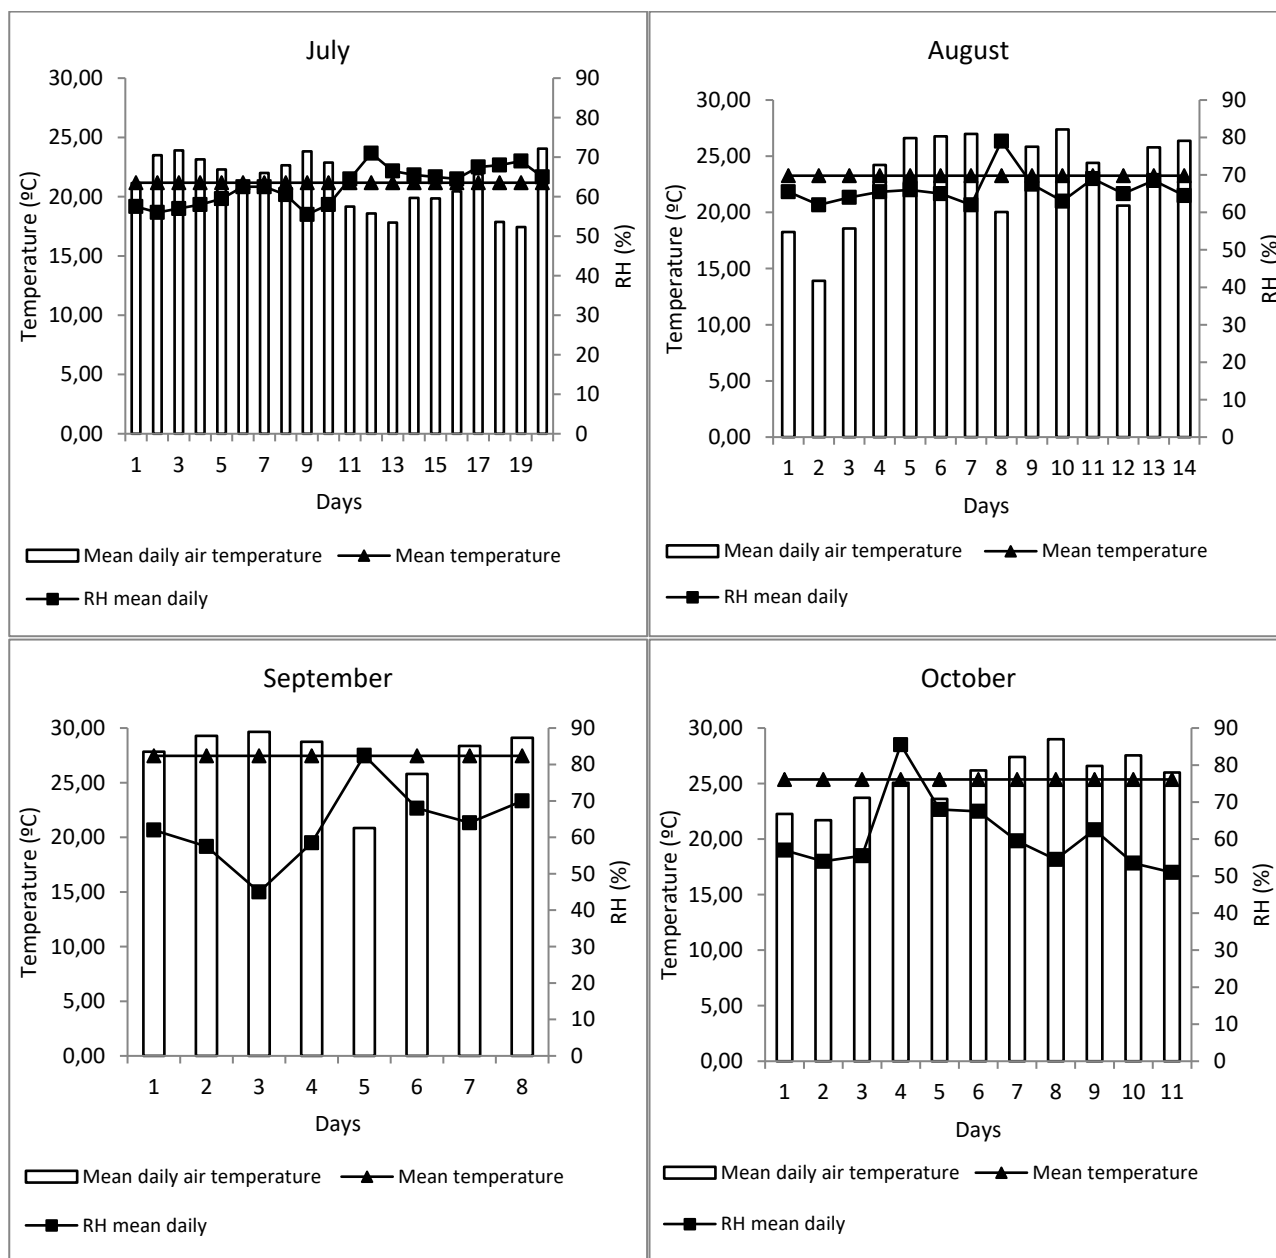 July
30,00
25,00
20,00
15,00
10,00
5,00
0,00
Temperature (ºC)
90
80
70
60
50
40
30
20
10
0
RH (%)
1 3 5 7 9 11 13 15 17 19
Days
Mean daily air temperature Mean temperature
RH mean daily
August
30,00
25,00
20,00
15,00
10,00
5,00
0,00
Temperature (ºC)
90
80
70
60
50
40
30
20
10
0
RH (%)
1 2 3 4 5 6 7 8 9 10 11 12 13 14
Days
Mean daily air temperature Mean temperature
RH mean daily
September
30,00
25,00
20,00
15,00
10,00
5,00
0,00
Temperature (ºC)
90
80
70
60
50
40
30
20
10
0
RH (%)
1 2 3 4 5 6 7 8
Days
Mean daily air temperature Mean temperature
RH mean daily
October
30,00
25,00
20,00
15,00
10,00
5,00
0,00
Temperature (ºC)
90
80
70
60
50
40
30
20
10
0
RH (%)
1 2 3 4 5 6 7 8 9 10 11
Days
Mean daily air temperature Mean temperature
RH mean daily